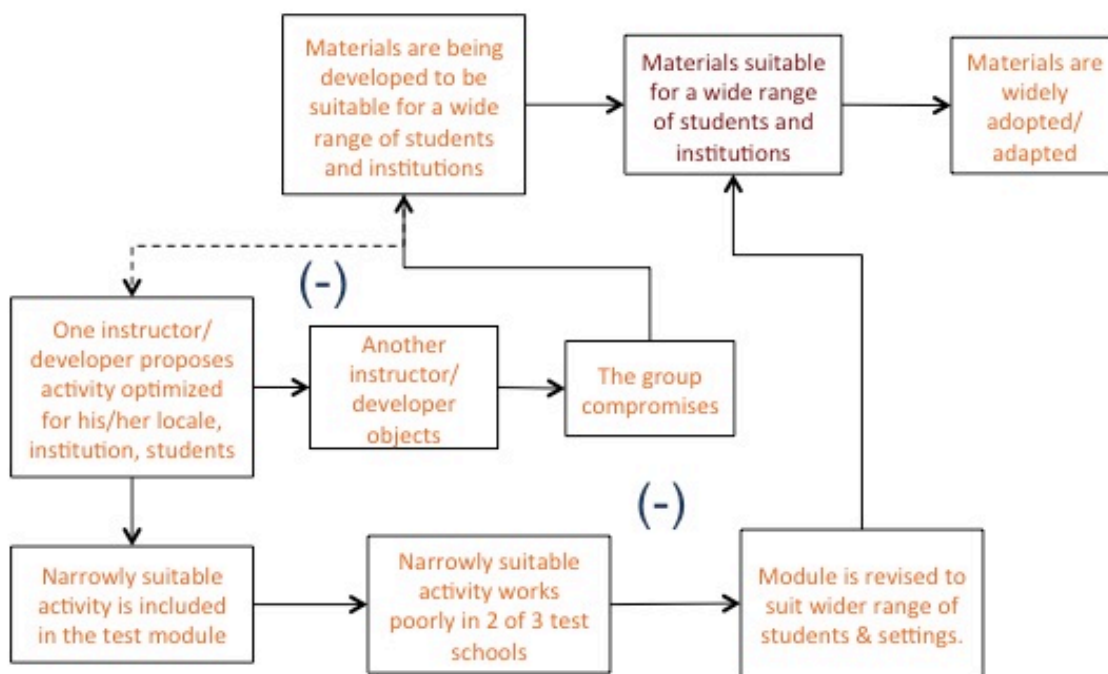 Materials are being
developed to be
suitable for a wide
range of students
and institutions
Materials suitable
for a wide range
of students and
institutions
Materials are
widely
adopted/
adapted
(-)
One instructor/
developer proposes
activity optimized
for his/her locale,
institution, students
Another
instructor/
developer
objects
The group
compromises
(-)
Narrowly suitable
activity is included
in the test module
Narrowly suitable
activity works
poorly in 2 of 3 test
schools
Module is revised to
suit wider range of
students & settings.